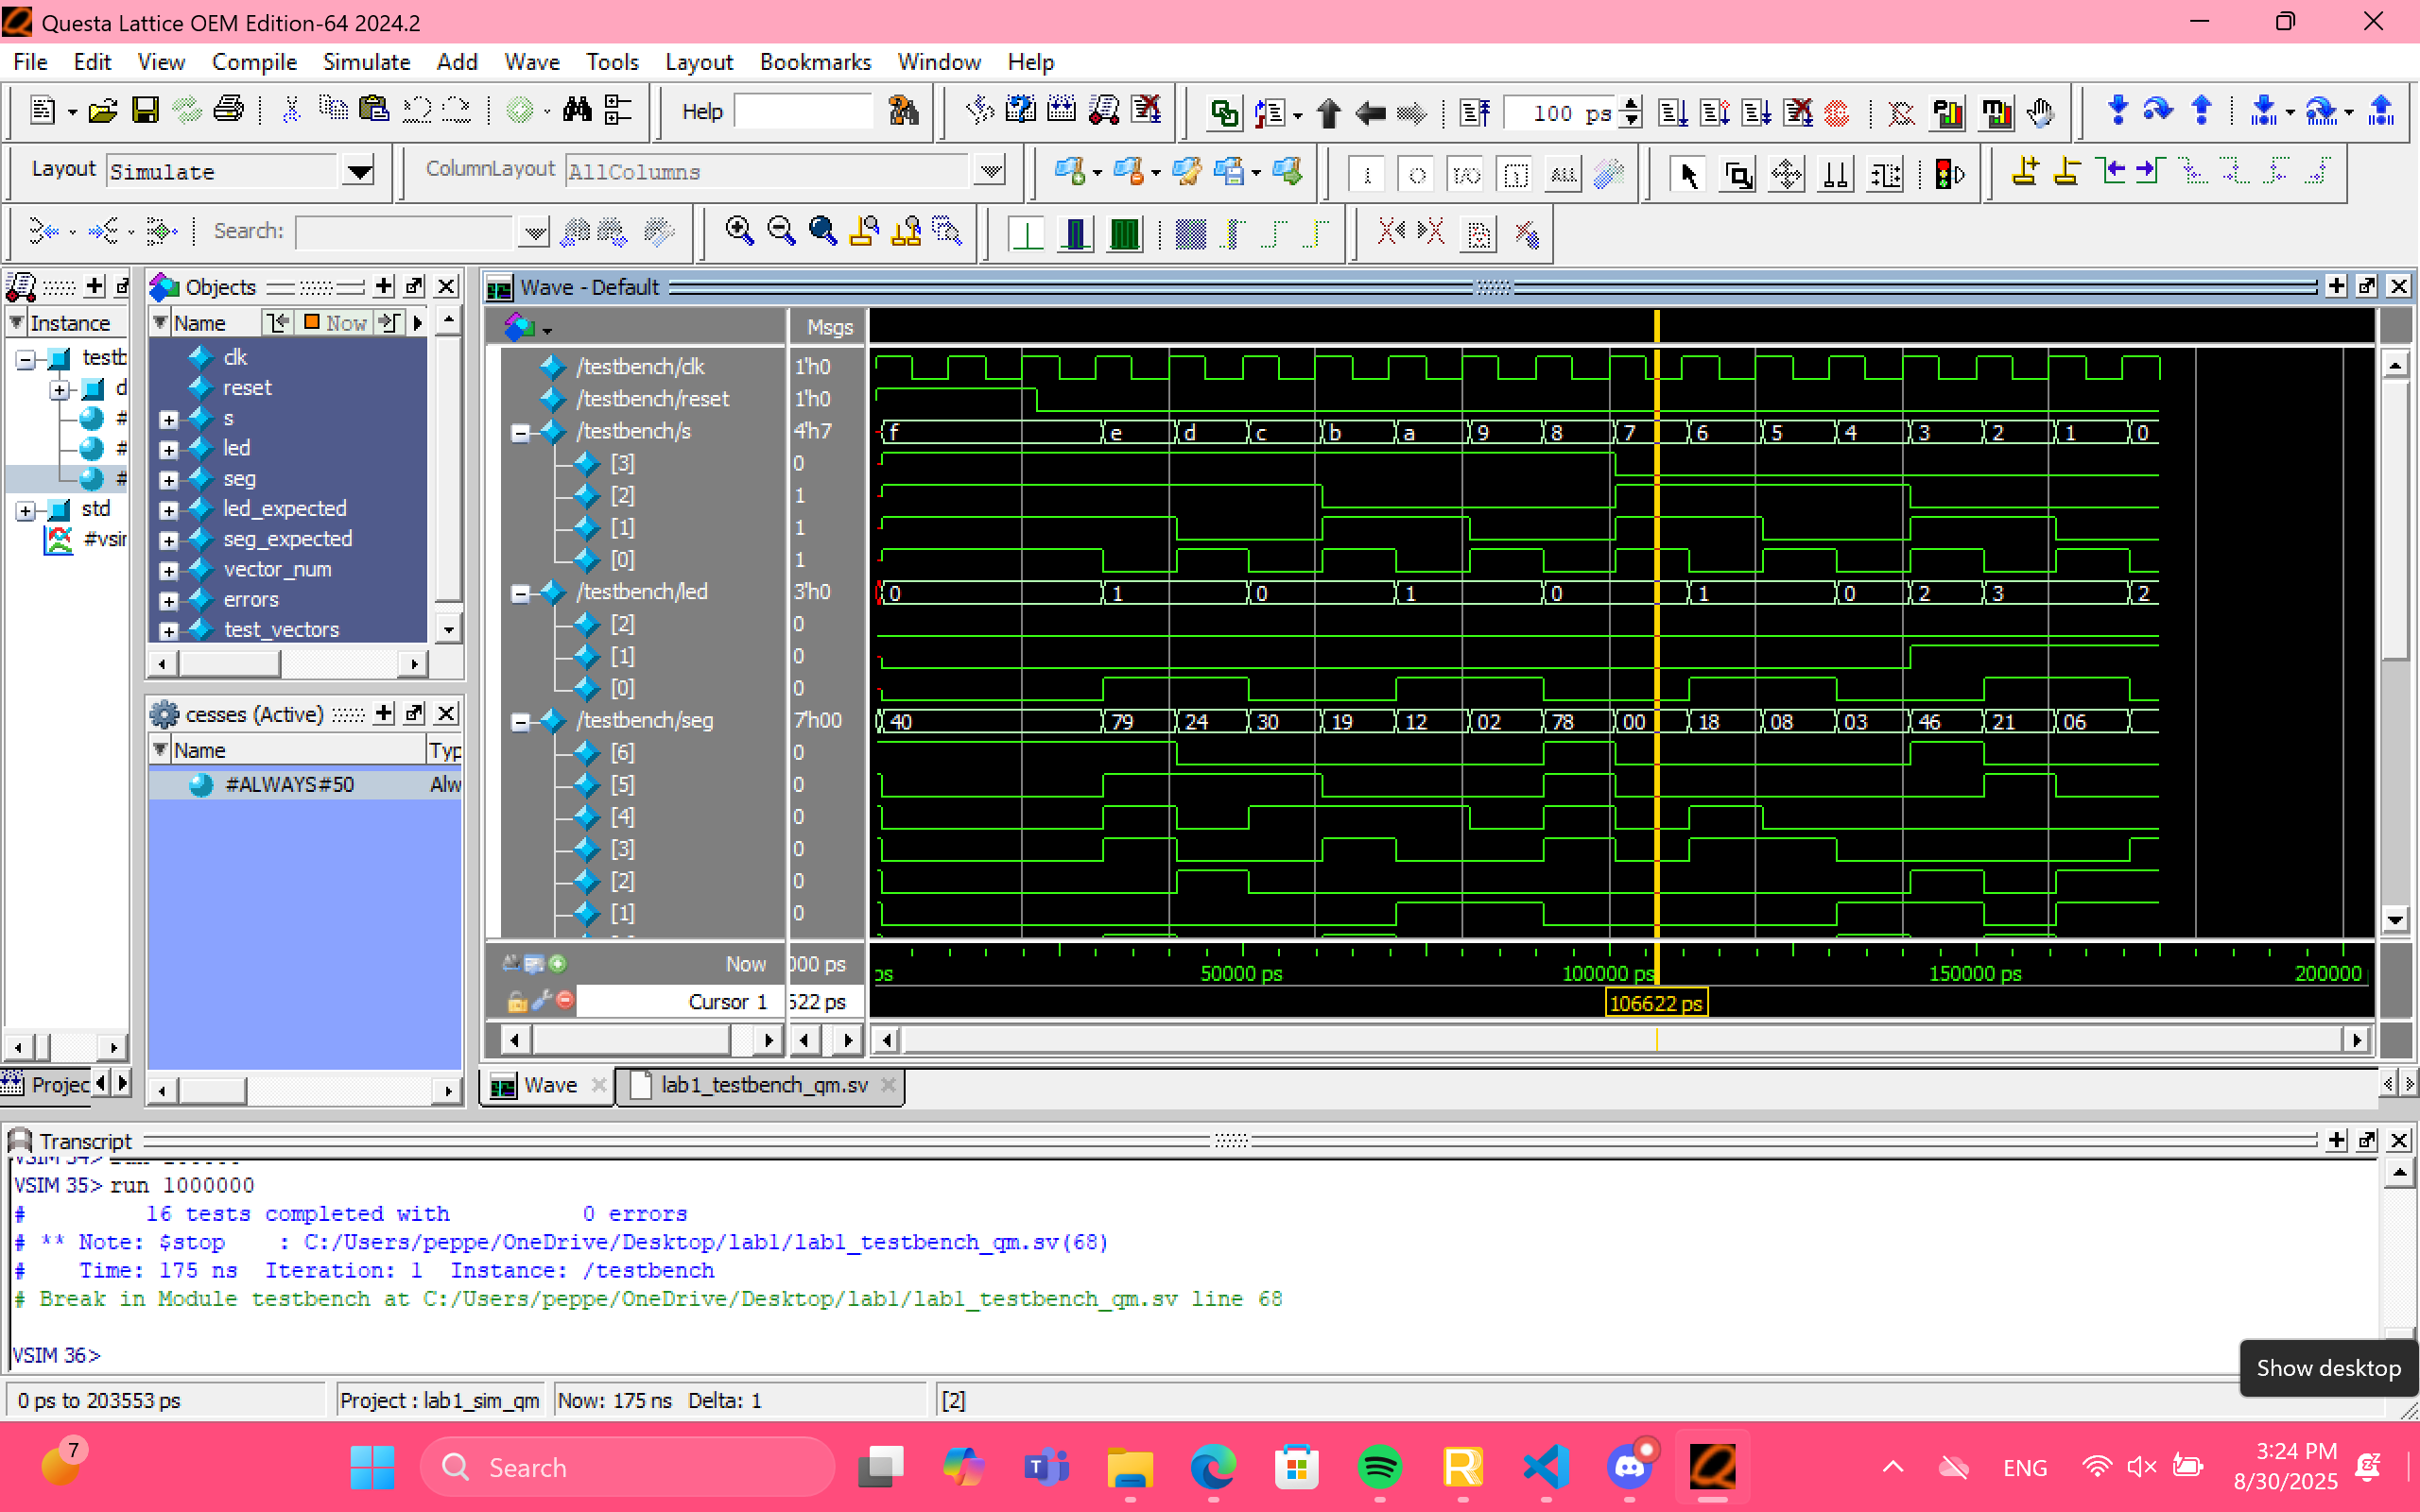 Questa Lattice OEM Edition-64 2024.2
File Edit View Compile Simulate Add Wave Tools Layout Bookmarks Window Help
Help 100 ps
Layout Simulate ColumnLayout AllColumns
Search:
Instance
testb
d
#
#
#
std
#vsir
Projec
Objects
Name Now
clk
reset
s
led
seg
led_expected
seg_expected
vector_num
errors
test_vectors
cesses (Active)
Name Typ
#ALWAYS#50 Alw
Wave - Default
Msgs
/testbench/clk 1'h0
/testbench/reset 1'h0
/testbench/s 4'h7 f e d c b a 9 8 7 6 5 4 3 2 1 0
[3] 0
[2] 1
[1] 1
[0] 1
/testbench/led 3'h0 0 1 0 1 0 1 0 2 3 2
[2] 0
[1] 0
[0] 0
/testbench/seg 7'h00 40 79 24 30 19 12 02 78 00 18 08 03 46 21 06
[6] 0
[5] 0
[4] 0
[3] 0
[2] 0
[1] 0
Now 000 ps ps 50000 ps 100000 ps 150000 ps 200000
Cursor 1 522 ps 106622 ps
Wave lab1_testbench_qm.sv
Transcript
VSIM 35> run 1000000
# 16 tests completed with 0 errors
# ** Note: $stop : C:/Users/peppe/OneDrive/Desktop/lab1/lab1_testbench_qm.sv(68)
# Time: 175 ns Iteration: 1 Instance: /testbench
# Break in Module testbench at C:/Users/peppe/OneDrive/Desktop/lab1/lab1_testbench_qm.sv line 68
VSIM 36>
Show desktop
0 ps to 203553 ps Project : lab1_sim_qm Now: 175 ns Delta: 1 [2]
7
Search
ENG
3:24 PM
8/30/2025